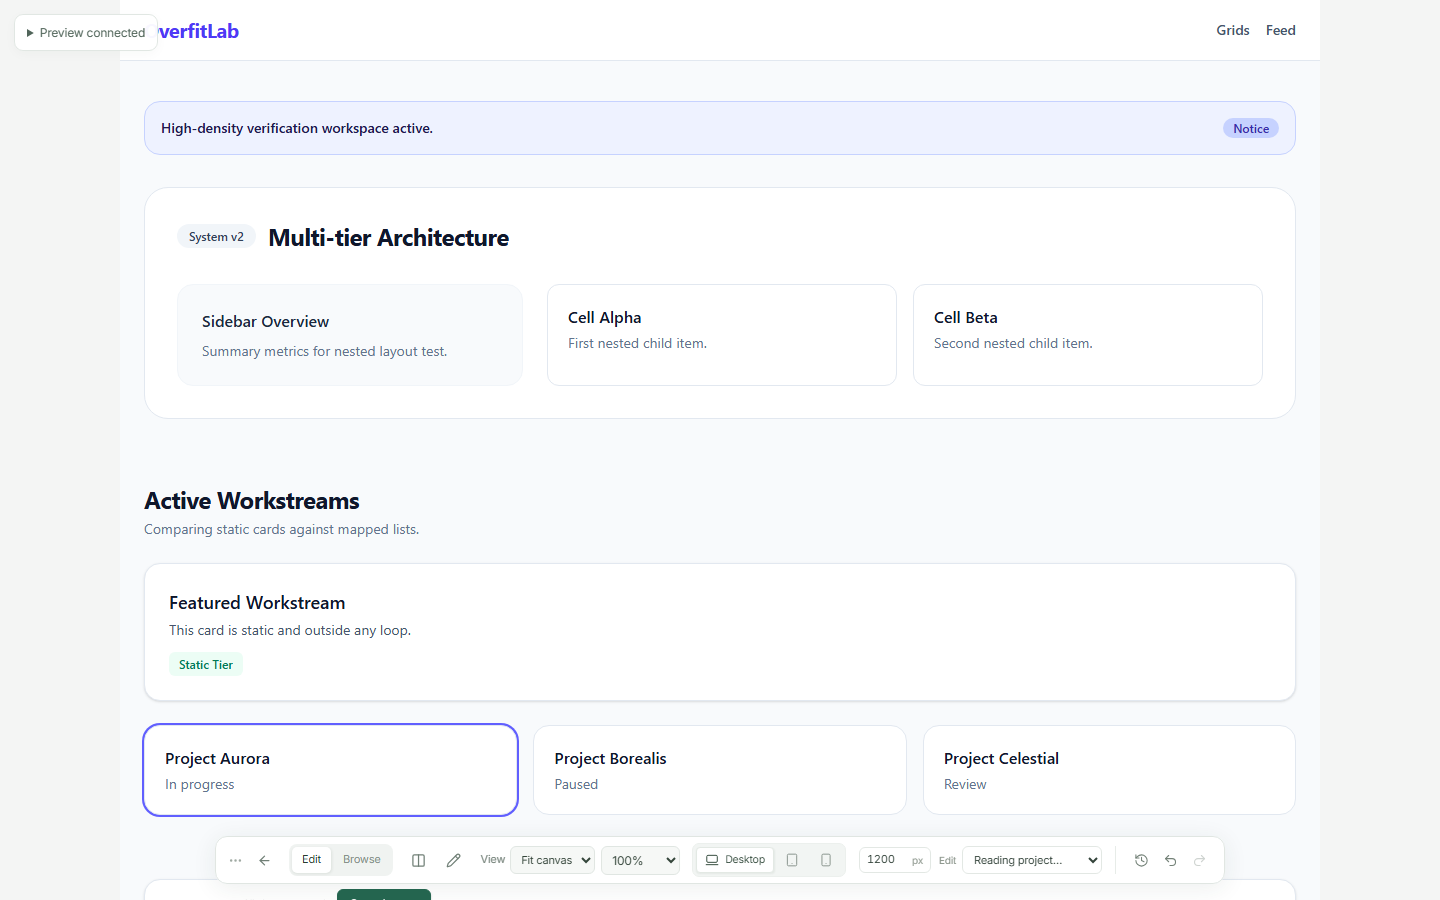 Preview connected
verfitLab
Grids
Feed
High-density verification workspace active.
Notice
System v2
Multi-tier Architecture
Sidebar Overview
Summary metrics for nested layout test.
Cell Alpha
First nested child item.
Cell Beta
Second nested child item.
Active Workstreams
Comparing static cards against mapped lists.
Featured Workstream
This card is static and outside any loop.
Static Tier
Project Aurora
In progress
Project Borealis
Paused
Project Celestial
Review
Edit
Browse
View
Fit canvas
100%
Desktop
1200 px
Edit
Reading project...